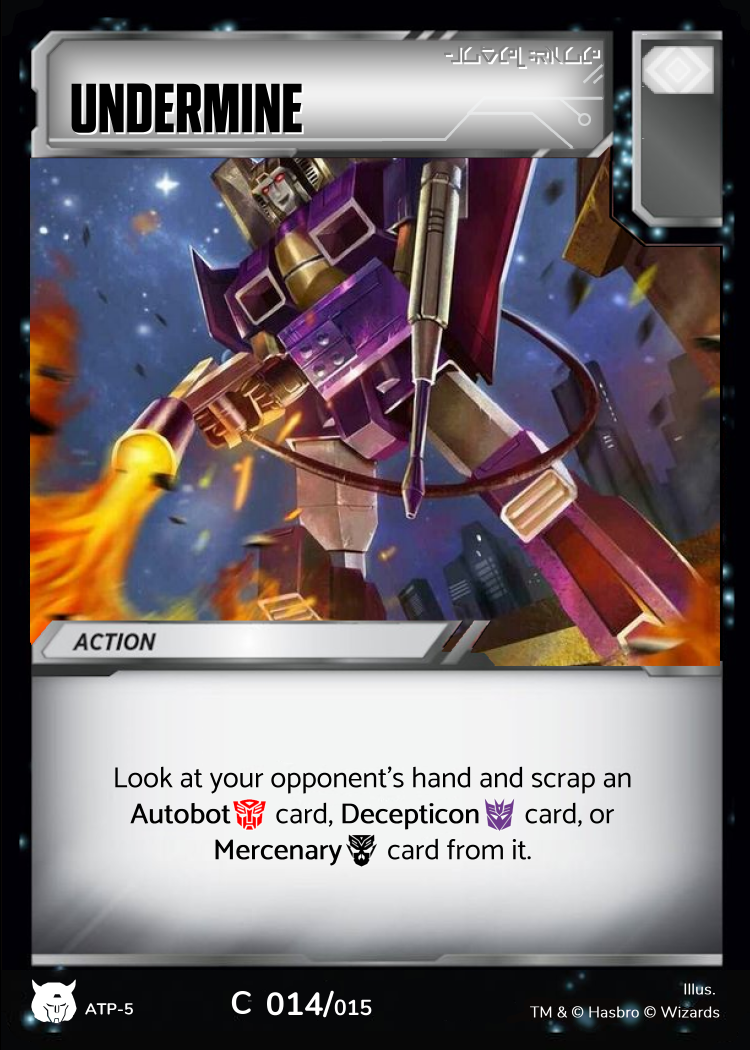 UNDERMINE
ACTION
Look at your opponent's hand and scrap an
Autobot card, Decepticon card, or
Mercenary card from it.
ATP-5
C 014/015
Illus.
TM & © Hasbro © Wizards